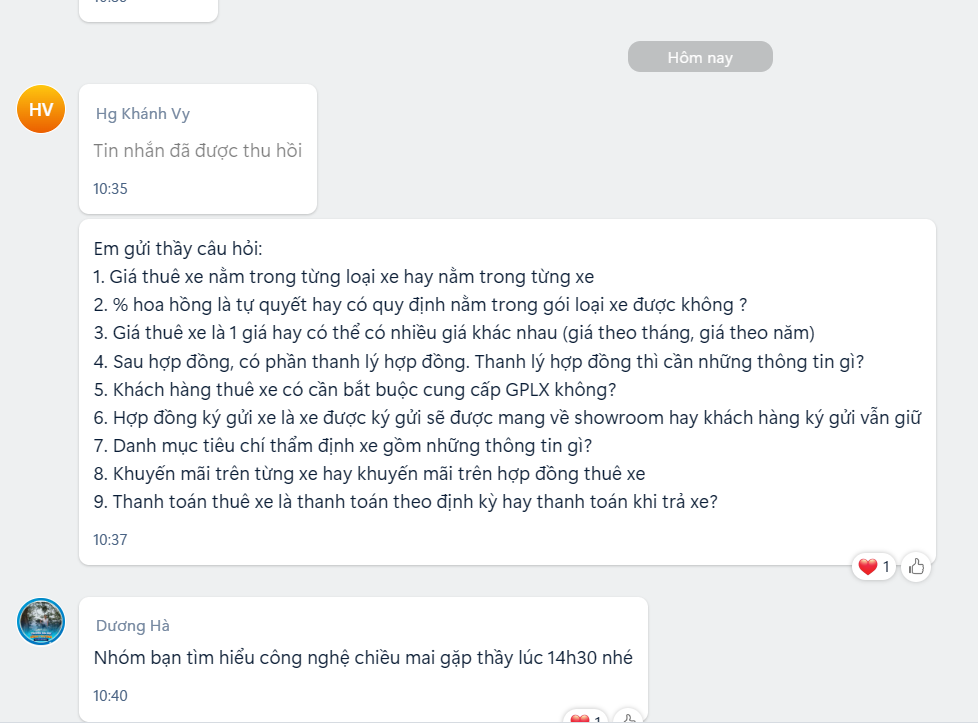 Hôm nay
HV
Hg Khánh Vy
Tin nhắn đã được thu hồi
10:35
Em gửi thầy câu hỏi:
1. Giá thuê xe nằm trong từng loại xe hay nằm trong từng xe
2. % hoa hồng là tự quyết hay có quy định nằm trong gói loại xe được không ?
3. Giá thuê xe là 1 giá hay có thể có nhiều giá khác nhau (giá theo tháng, giá theo năm)
4. Sau hợp đồng, có phần thanh lý hợp đồng. Thanh lý hợp đồng thì cần những thông tin gì?
5. Khách hàng thuê xe có cần bắt buộc cung cấp GPLX không?
6. Hợp đồng ký gửi xe là xe được ký gửi sẽ được mang về showroom hay khách hàng ký gửi vẫn giữ
7. Danh mục tiêu chí thẩm định xe gồm những thông tin gì?
8. Khuyến mãi trên từng xe hay khuyến mãi trên hợp đồng thuê xe
9. Thanh toán thuê xe là thanh toán theo định kỳ hay thanh toán khi trả xe?
10:37
1
Dương Hà
Nhóm bạn tìm hiểu công nghệ chiều mai gặp thầy lúc 14h30 nhé
10:40
1